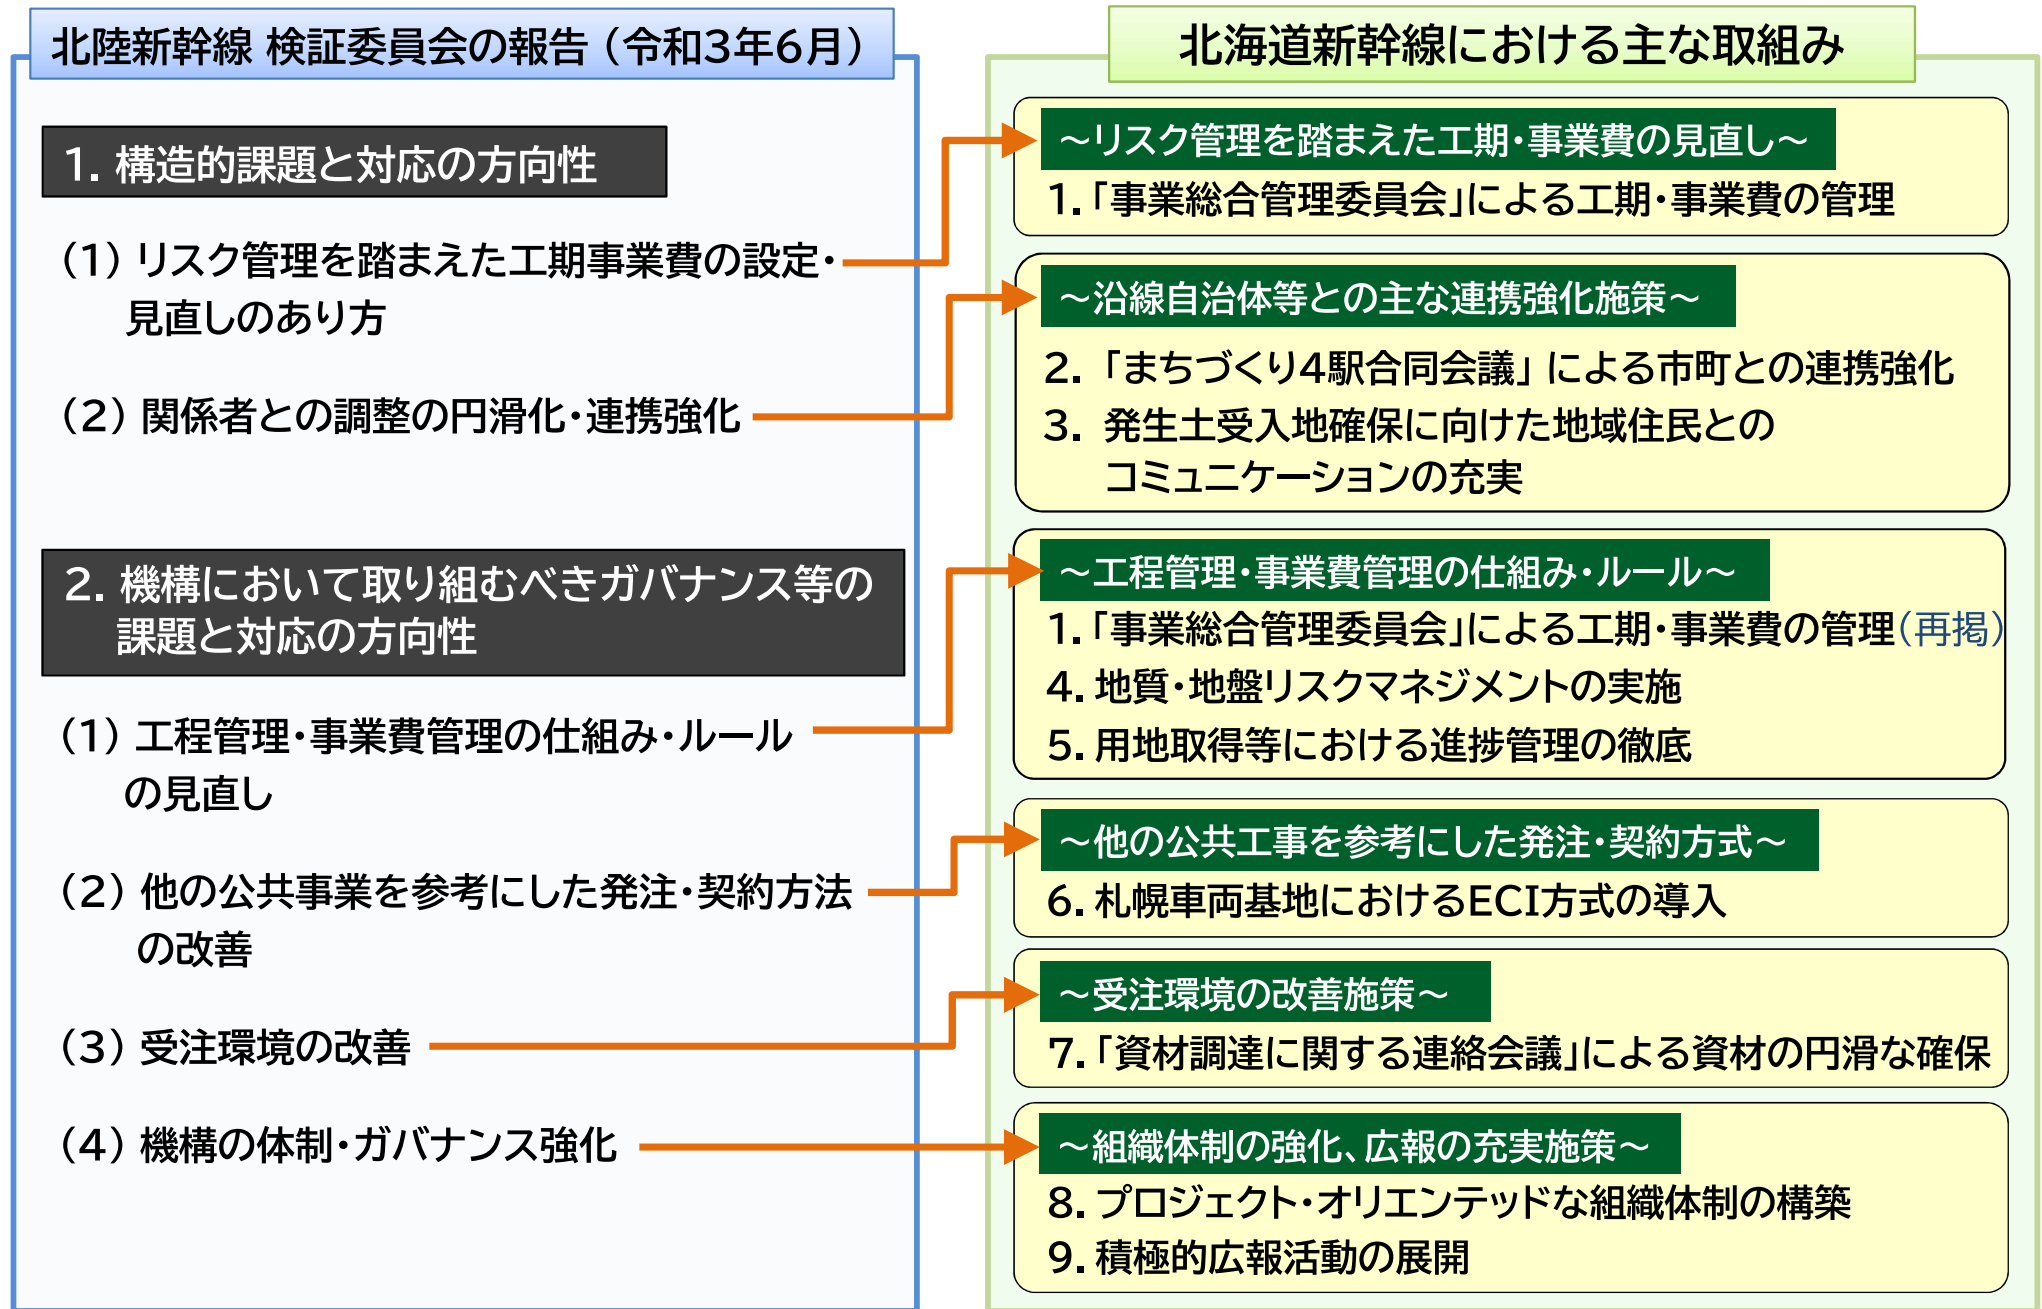 北陸新幹線 検証委員会の報告（令和3年6月）
1. 構造的課題と対応の方向性
（1）リスク管理を踏まえた工期事業費の設定・
見直しのあり方
（2）関係者との調整の円滑化・連携強化
2. 機構において取り組むべきガバナンス等の
課題と対応の方向性
（1）工程管理・事業費管理の仕組み・ルール
の見直し
（2）他の公共事業を参考にした発注・契約方法
の改善
（3）受注環境の改善
（4）機構の体制・ガバナンス強化
北海道新幹線における主な取組み
～リスク管理を踏まえた工期・事業費の見直し～
1.「事業総合管理委員会」による工期・事業費の管理
～沿線自治体等との主な連携強化施策～
2. 「まちづくり4駅合同会議」 による市町との連携強化
3. 発生土受入地確保に向けた地域住民との
コミュニケーションの充実
～工程管理・事業費管理の仕組み・ルール～
1.「事業総合管理委員会」による工期・事業費の管理（再掲）
4. 地質・地盤リスクマネジメントの実施
5. 用地取得等における進捗管理の徹底
～他の公共工事を参考にした発注・契約方式～
6. 札幌車両基地におけるECI方式の導入
～受注環境の改善施策～
7.「資材調達に関する連絡会議」による資材の円滑な確保
～組織体制の強化、広報の充実施策～
8. プロジェクト・オリエンテッドな組織体制の構築
9. 積極的広報活動の展開